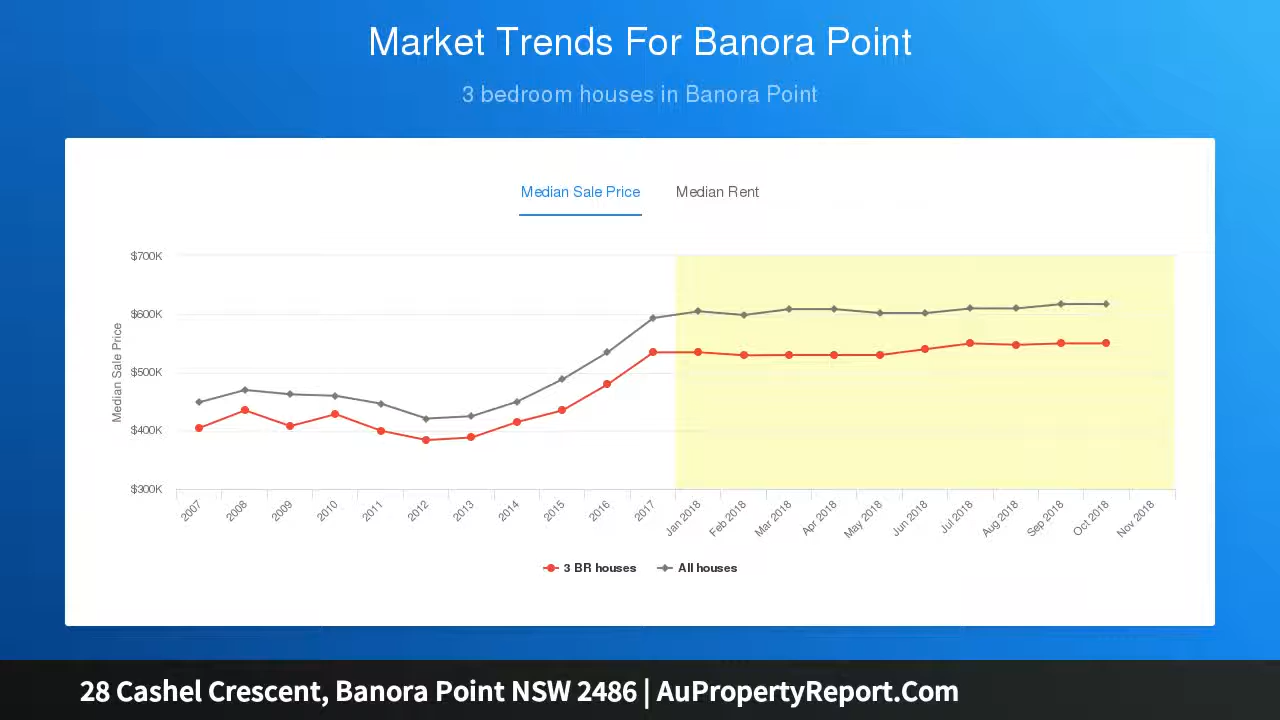 Market Trends For Banora Point
3 bedroom houses in Banora Point
Median Sale Price Median Rent
Median Sale Price
$700K
$600K
$500K
$400K
$300K
2007 2008 2009 2010 2011 2012 2013 2014 2015 2016 2017 Jan 2018 Feb 2018 Mar 2018 Apr 2018 May 2018 Jun 2018 Jul 2018 Aug 2018 Sep 2018 Oct 2018 Nov 2018
3 BR houses All houses
28 Cashel Crescent, Banora Point NSW 2486 | AuPropertyReport.Com